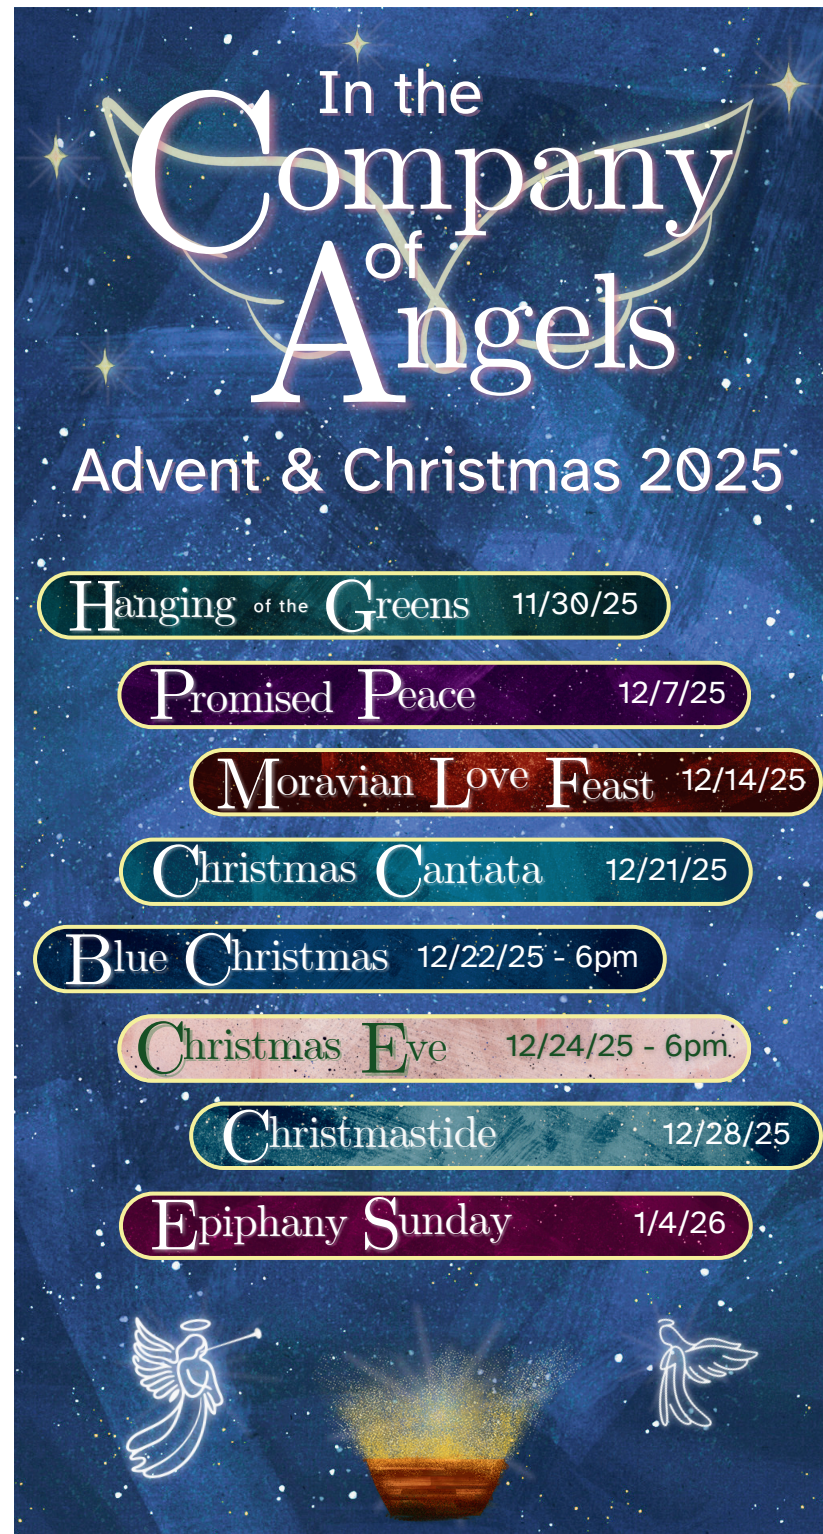 In the
Company
of
Angels
Advent & Christmas 2025
Hanging of the Greens 11/30/25
Promised Peace 12/7/25
Moravian Love Feast 12/14/25
Christmas Cantata 12/21/25
Blue Christmas 12/22/25 - 6pm
Christmas Eve 12/24/25 - 6pm
Christmastide 12/28/25
Epiphany Sunday 1/4/26